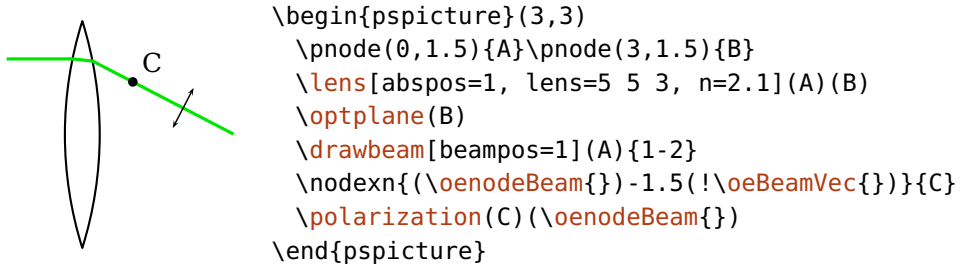 C
\begin{pspicture}(3,3)
  \pnode(0,1.5){A}\pnode(3,1.5){B}
  \lens[abspos=1, lens=5 5 3, n=2.1](A)(B)
  \optplane(B)
  \drawbeam[beampos=1](A){1-2}
  \nodexn{(\oenodeBeam{})-1.5(!\oeBeamVec{})}{C}
  \polarization(C)(\oenodeBeam{})
\end{pspicture}